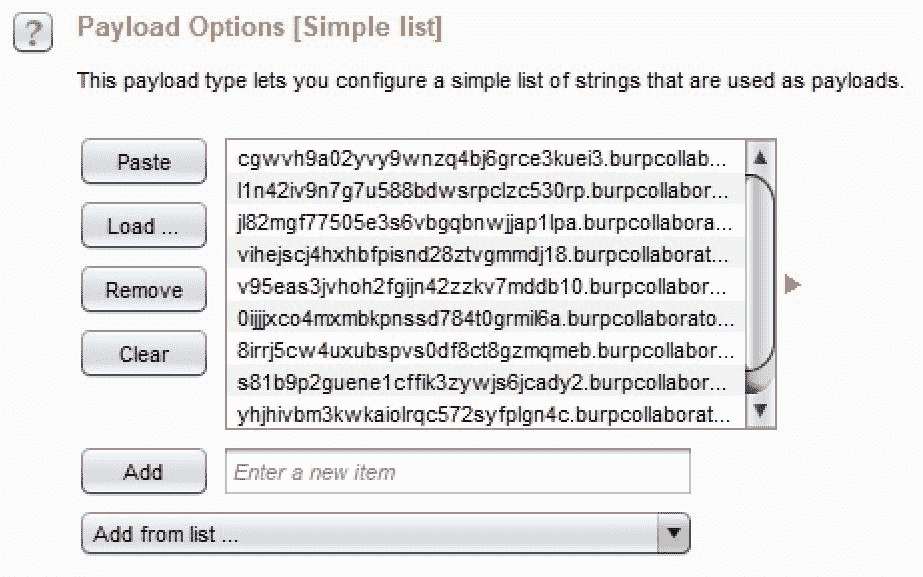 ?
Payload Options [Simple list]
This payload type lets you configure a simple list of strings that are used as payloads.
Paste
Load ...
Remove
Clear
cgwvh9a02yvy9wnzq4bj6grce3kuei3.burpcollab...
l1n42iv9n7g7u588bdwsrpclzc530rp.burpcollabor...
jl82mgf77505e3s6vbgqbnwjjap1lpa.burpcollabora...
vihejscj4hxhbfpisnd28ztvgmmdj18.burpcollaborat...
v95eas3jvhoh2fgijn42zzkv7mddb10.burpcollabor...
0ijjjxco4mxmbkpnssd784t0grmil6a.burpcollaborato...
8irrj5cw4uxubspvs0df8ct8gzmqmeb.burpcollabor...
s81b9p2guene1cffik3zywjs6jcady2.burpcollabor...
yhjhivbm3kwkaiolrqc572syfplgn4c.burpcollaborat...
Add
Enter a new item
Add from list ...